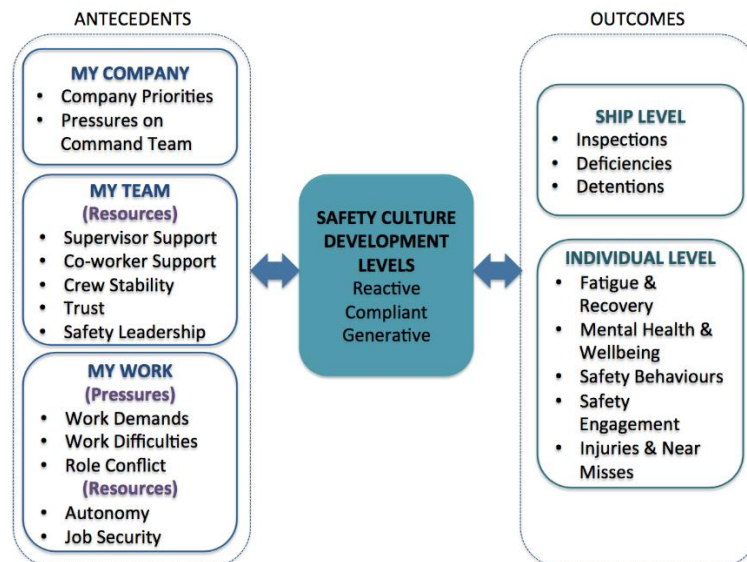 ANTECEDENTS
MY COMPANY
• Company Priorities
• Pressures on
Command Team
MY TEAM
(Resources)
• Supervisor Support
• Co-worker Support
• Crew Stability
• Trust
• Safety Leadership
MY WORK
(Pressures)
• Work Demands
• Work Difficulties
• Role Conflict
(Resources)
• Autonomy
• Job Security
SAFETY CULTURE
DEVELOPMENT
LEVELS
Reactive
Compliant
Generative
OUTCOMES
SHIP LEVEL
• Inspections
• Deficiencies
• Detentions
INDIVIDUAL LEVEL
• Fatigue &
Recovery
• Mental Health &
Wellbeing
• Safety Behaviours
• Safety
Engagement
• Injuries & Near
Misses